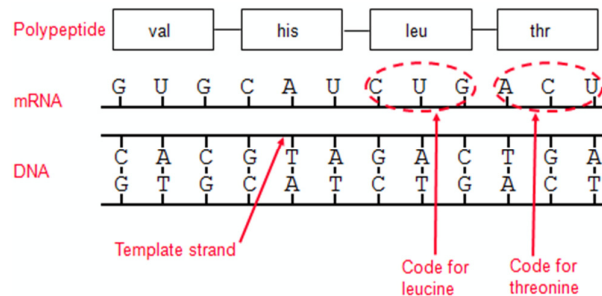 Polypeptide val his leu thr
mRNA G U G C A U C U G A C U
DNA C A C G T A G A C T G A
G T G C A T C T G A C T
Template strand
Code for leucine
Code for threonine